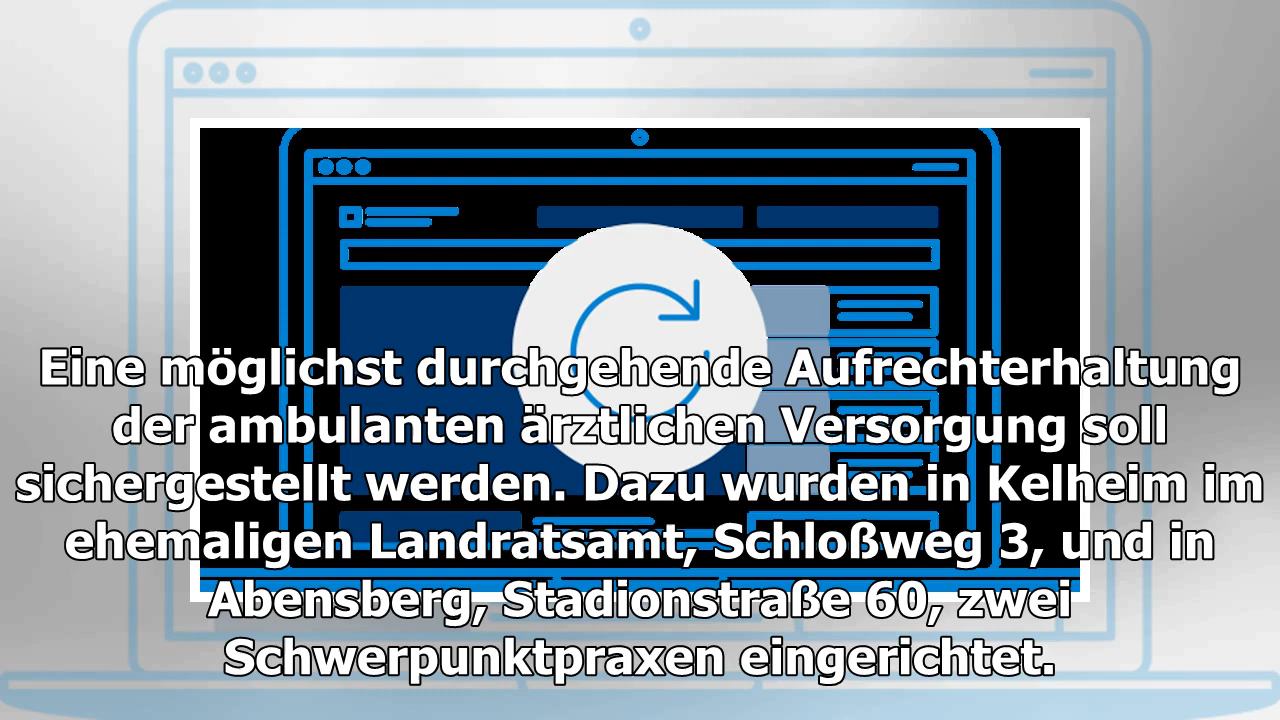 Eine möglichst durchgehende Aufrechterhaltung
der ambulanten ärztlichen Versorgung soll
sichergestellt werden. Dazu wurden in Kelheim im
ehemaligen Landratsamt, Schloßweg 3, und in
Abensberg, Stadionstraße 60, zwei
Schwerpunktpraxen eingerichtet.